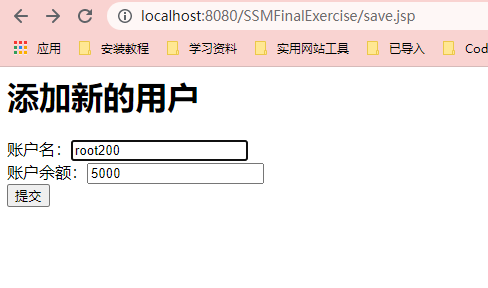 localhost:8080/SSMFinalExercise/save.jsp
应用 安装教程 学习资料 实用网站工具 已导入 Cod
添加新的用户
账户名：root200
账户余额：5000
提交